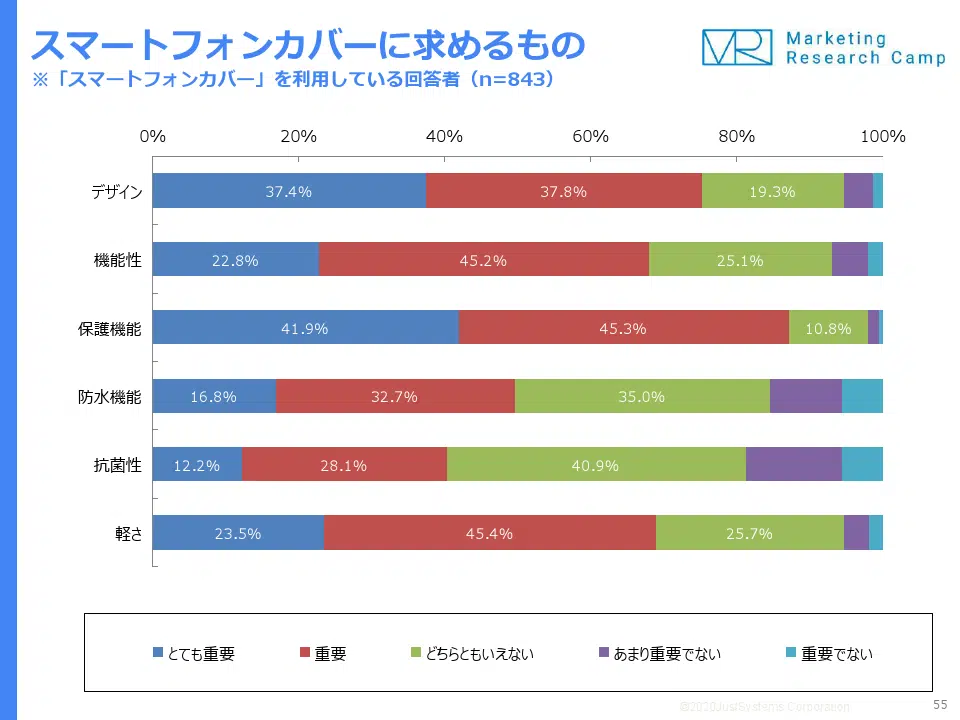 スマートフォンカバーに求めるもの
※「スマートフォンカバー」を利用している回答者（n=843）
Marketing
Research Camp
0% 20% 40% 60% 80% 100%
デザイン 37.4% 37.8% 19.3%
機能性 22.8% 45.2% 25.1%
保護機能 41.9% 45.3% 10.8%
防水機能 16.8% 32.7% 35.0%
抗菌性 12.2% 28.1% 40.9%
軽さ 23.5% 45.4% 25.7%
とても重要 重要 どちらともいえない あまり重要でない 重要でない
©2020JustSystems Corporation
55